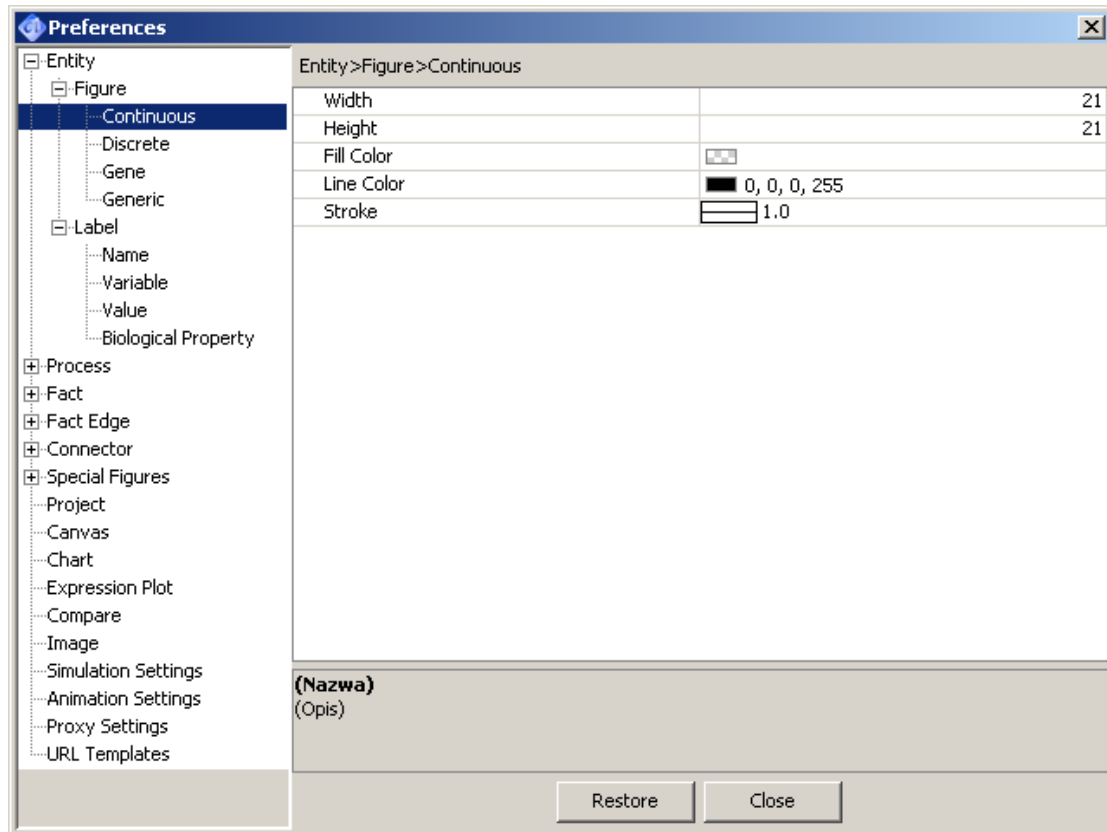 Preferences
Entity
Figure
Continuous
Discrete
Gene
Generic
Label
Name
Variable
Value
Biological Property
Process
Fact
Fact Edge
Connector
Special Figures
Project
Canvas
Chart
Expression Plot
Compare
Image
Simulation Settings
Animation Settings
Proxy Settings
URL Templates
Entity>Figure>Continuous
Width 21
Height 21
Fill Color
Line Color 0, 0, 0, 255
Stroke 1.0
(Nazwa)
(Opis)
Restore Close